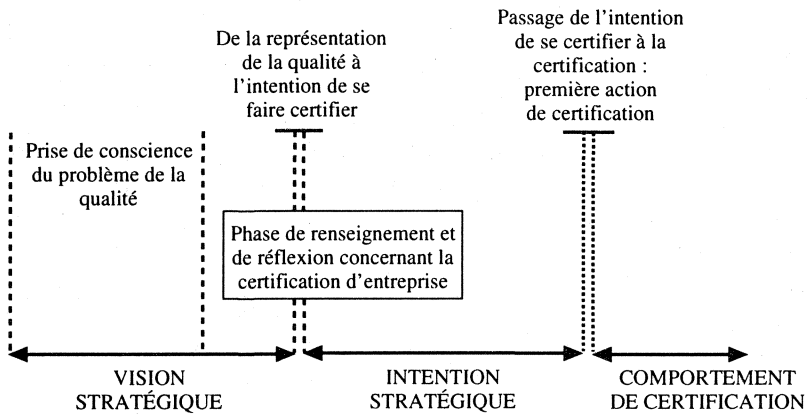 De la représentation
de la qualité à
l'intention de se
faire certifier
Passage de l'intention
de se certifier à la
certification :
première action
de certification
Prise de conscience
du problème de la
qualité
Phase de renseignement et
de réflexion concernant la
certification d'entreprise
VISION
STRATÉGIQUE
INTENTION
STRATÉGIQUE
COMPORTEMENT
DE CERTIFICATION